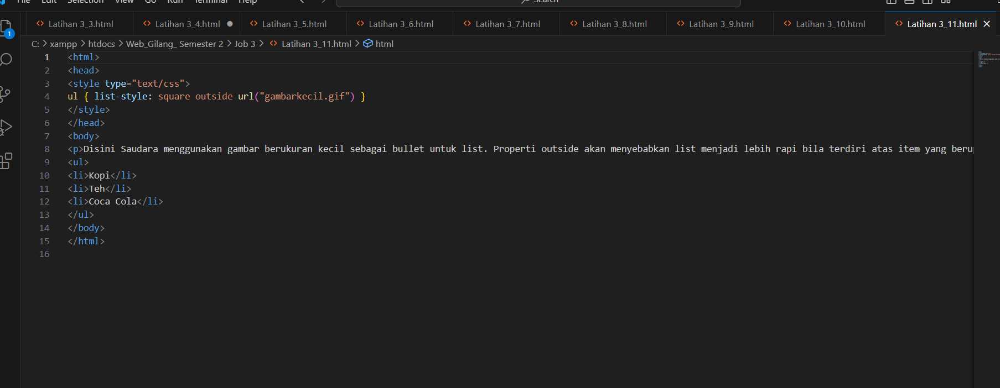 File Edit Selection View Go Run Terminal Help Search
Latihan 3_3.html Latihan 3_4.html Latihan 3_5.html Latihan 3_6.html Latihan 3_7.html Latihan 3_8.html Latihan 3_9.html Latihan 3_10.html Latihan 3_11.html
1
C: > xampp > htdocs > Web_Gilang_ Semester 2 > Job 3 > Latihan 3_11.html > html
1 <html>
2 <head>
3 <style type="text/css">
4 ul { list-style: square outside url("gambarkecil.gif") }
5 </style>
6 </head>
7 <body>
8 <p>Disini Saudara menggunakan gambar berukuran kecil sebagai bullet untuk list. Properti outside akan menyebabkan list menjadi lebih rapi bila terdiri atas item yang
9 <ul>
10 <li>Kopi</li>
11 <li>Teh</li>
12 <li>Coca Cola</li>
13 </ul>
14 </body>
15 </html>
16